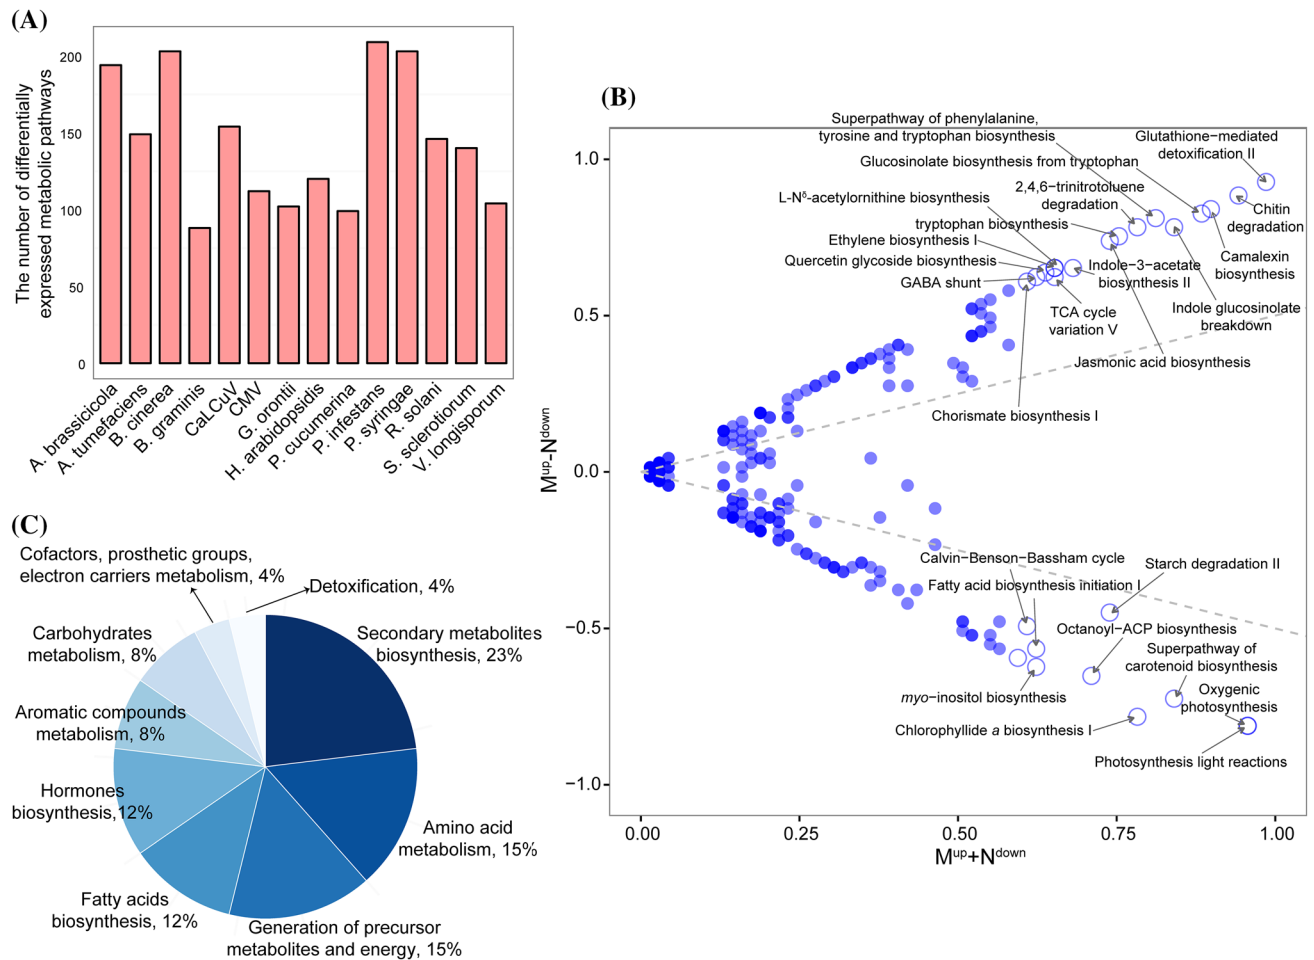 (A)
The number of differentially
expressed metabolic pathways
200
150
100
50
0
A. brassicicola
A. tumefaciens
B. cinerea
B. graminis
CaLCuV
CMV
G. orontii
H. arabidopsidis
P. cucumerina
P. infestans
P. syringae
R. solani
S. sclerotiorum
V. longisporum
(B)
Superpathway of phenylalanine,
tyrosine and tryptophan biosynthesis
Glutathione−mediated
detoxification II
Glucosinolate biosynthesis from tryptophan
2,4,6−trinitrotoluene
degradation
L-Nᵟ-acetylornithine biosynthesis
Chitin
degradation
tryptophan biosynthesis
Ethylene biosynthesis I
Quercetin glycoside biosynthesis
GABA shunt
Camalexin
biosynthesis
Indole−3−acetate
biosynthesis II
TCA cycle
variation V
Indole glucosinolate
breakdown
Jasmonic acid biosynthesis
Chorismate biosynthesis I
Calvin−Benson−Bassham cycle
Starch degradation II
Fatty acid biosynthesis initiation I
Octanoyl−ACP biosynthesis
Superpathway of
carotenoid biosynthesis
myo−inositol biosynthesis
Oxygenic
photosynthesis
Chlorophyllide a biosynthesis I
Photosynthesis light reactions
1.0
0.5
0.0
−0.5
−1.0
Mᵘᵖ-Nᵈᵒʷⁿ
0.00
0.25
0.50
0.75
1.00
Mᵘᵖ+Nᵈᵒʷⁿ
(C)
Cofactors, prosthetic groups,
electron carriers metabolism, 4%
Detoxification, 4%
Secondary metabolites
biosynthesis, 23%
Carbohydrates
metabolism, 8%
Aromatic compounds
metabolism, 8%
Hormones
biosynthesis, 12%
Amino acid
metabolism, 15%
Fatty acids
biosynthesis, 12%
Generation of precursor
metabolites and energy, 15%